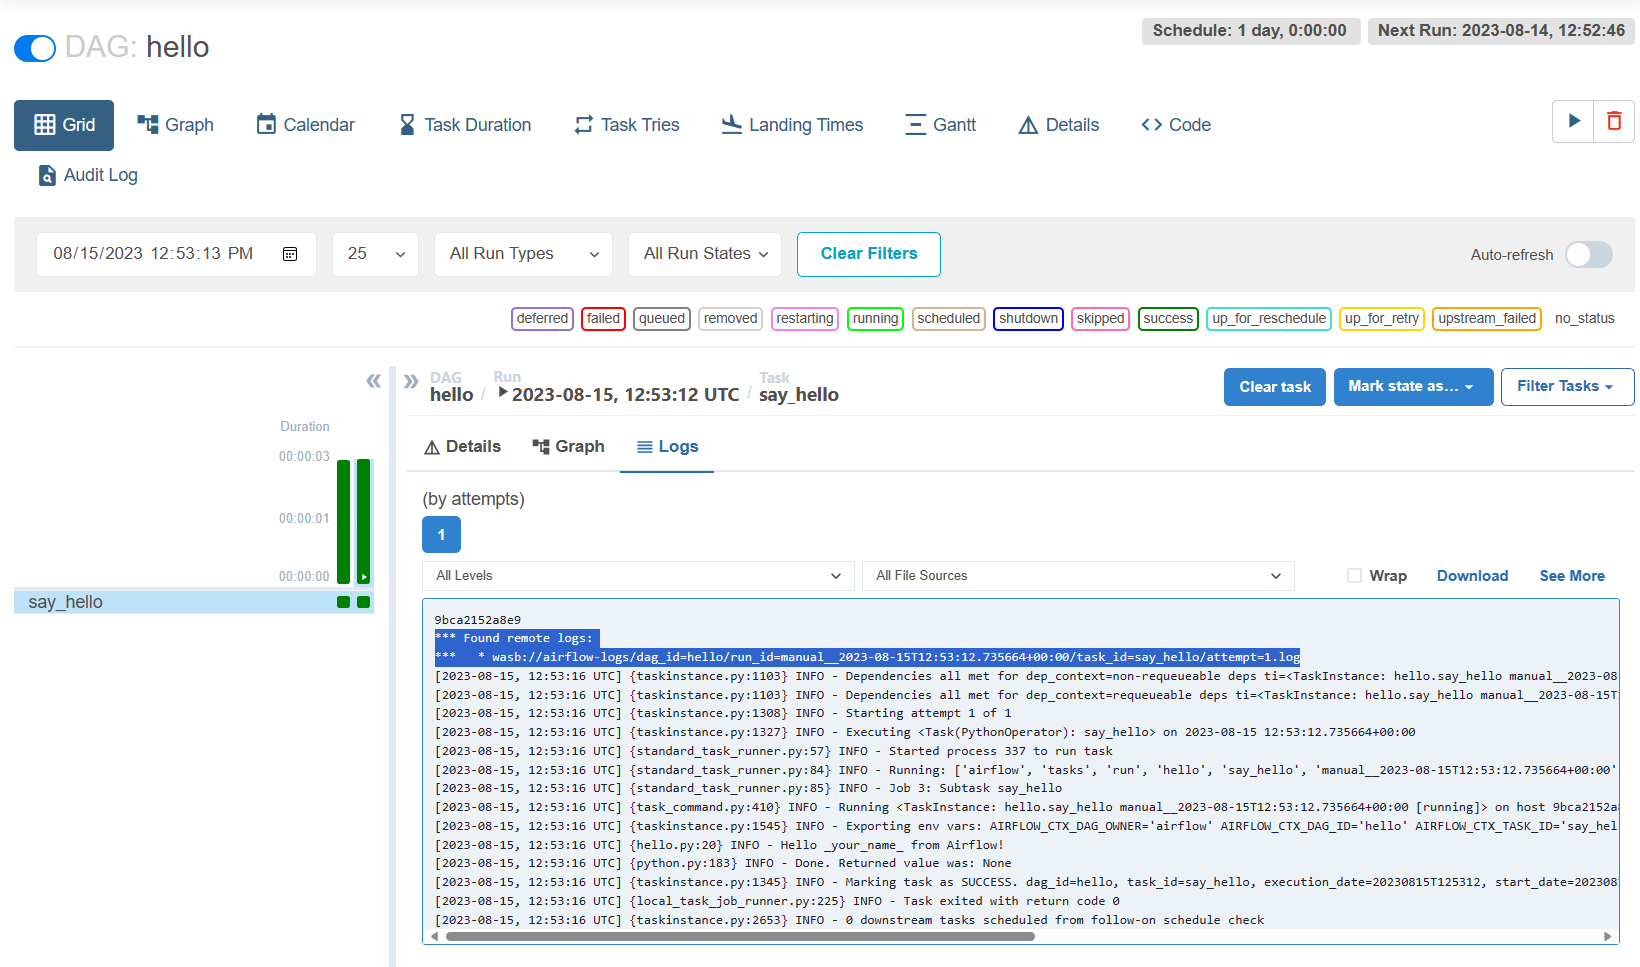 DAG: hello
Schedule: 1 day, 0:00:00
Next Run: 2023-08-14, 12:52:46
Grid
Graph
Calendar
Task Duration
Task Tries
Landing Times
Gantt
Details
<> Code
Audit Log
08/15/2023 12:53:13 PM
25
All Run Types
All Run States
Clear Filters
Auto-refresh
deferred
failed
queued
removed
restarting
running
scheduled
shutdown
skipped
success
up_for_reschedule
up_for_retry
upstream_failed
no_status
Duration
00:00:03
00:00:01
00:00:00
say_hello
DAG
hello
/
Run
2023-08-15, 12:53:12 UTC
/
Task
say_hello
Clear task
Mark state as...
Filter Tasks
Details
Graph
Logs
(by attempts)
1
All Levels
All File Sources
Wrap
Download
See More
9bca2152a8e9
*** Found remote logs:
***   * wasb://airflow-logs/dag_id=hello/run_id=manual__2023-08-15T12:53:12.735664+00:00/task_id=say_hello/attempt=1.log
[2023-08-15, 12:53:16 UTC] {taskinstance.py:1103} INFO - Dependencies all met for dep_context=non-requeueable deps ti=<TaskInstance: hello.say_hello manual__2023-08
[2023-08-15, 12:53:16 UTC] {taskinstance.py:1103} INFO - Dependencies all met for dep_context=requeueable deps ti=<TaskInstance: hello.say_hello manual__2023-08-15T
[2023-08-15, 12:53:16 UTC] {taskinstance.py:1308} INFO - Starting attempt 1 of 1
[2023-08-15, 12:53:16 UTC] {taskinstance.py:1327} INFO - Executing <Task(PythonOperator): say_hello> on 2023-08-15 12:53:12.735664+00:00
[2023-08-15, 12:53:16 UTC] {standard_task_runner.py:57} INFO - Started process 337 to run task
[2023-08-15, 12:53:16 UTC] {standard_task_runner.py:84} INFO - Running: ['airflow', 'tasks', 'run', 'hello', 'say_hello', 'manual__2023-08-15T12:53:12.735664+00:00'
[2023-08-15, 12:53:16 UTC] {standard_task_runner.py:85} INFO - Job 3: Subtask say_hello
[2023-08-15, 12:53:16 UTC] {task_command.py:410} INFO - Running <TaskInstance: hello.say_hello manual__2023-08-15T12:53:12.735664+00:00 [running]> on host 9bca2152a
[2023-08-15, 12:53:16 UTC] {taskinstance.py:1545} INFO - Exporting env vars: AIRFLOW_CTX_DAG_OWNER='airflow' AIRFLOW_CTX_DAG_ID='hello' AIRFLOW_CTX_TASK_ID='say_hel
[2023-08-15, 12:53:16 UTC] {hello.py:20} INFO - Hello _your_name_ from Airflow!
[2023-08-15, 12:53:16 UTC] {python.py:183} INFO - Done. Returned value was: None
[2023-08-15, 12:53:16 UTC] {taskinstance.py:1345} INFO - Marking task as SUCCESS. dag_id=hello, task_id=say_hello, execution_date=20230815T125312, start_date=202308
[2023-08-15, 12:53:16 UTC] {local_task_job_runner.py:225} INFO - Task exited with return code 0
[2023-08-15, 12:53:16 UTC] {taskinstance.py:2653} INFO - 0 downstream tasks scheduled from follow-on schedule check